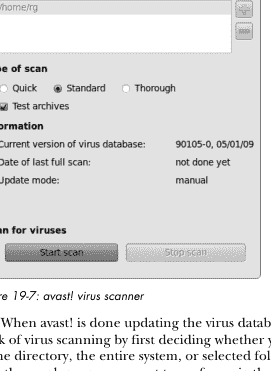 /home/rg
pe of scan
Quick Standard Thorough
Test archives
ormation
Current version of virus database: 90105-0, 05/01/09
Date of last full scan: not done yet
Update mode: manual
an for viruses
Start scan Stop scan
re 19-7: avast! virus scanner
When avast! is done updating the virus datab
k of virus scanning by first deciding whether y
ne directory, the entire system, or selected fol